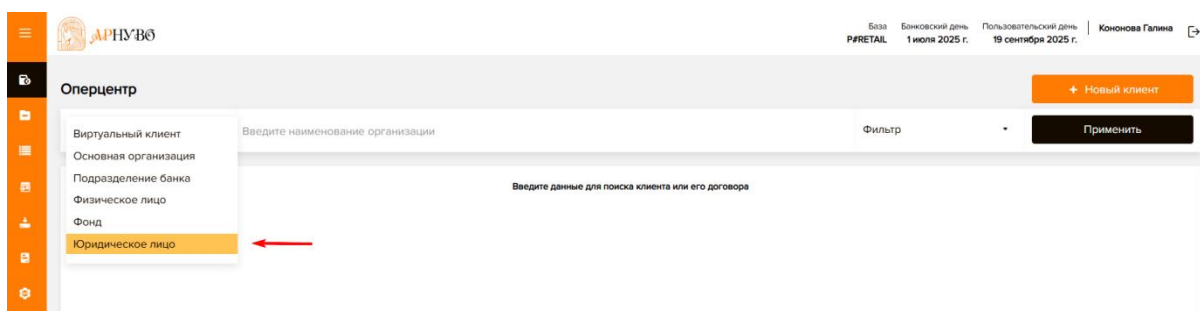 АРНУВО
База Банковский день Пользовательский день Кононова Галина
P#RETAIL 1 июля 2025 г. 19 сентября 2025 г.
Оперцентр
+ Новый клиент
Введите наименование организации Фильтр Применить
Виртуальный клиент
Основная организация
Подразделение банка
Физическое лицо
Фонд
Юридическое лицо
Введите данные для поиска клиента или его договора